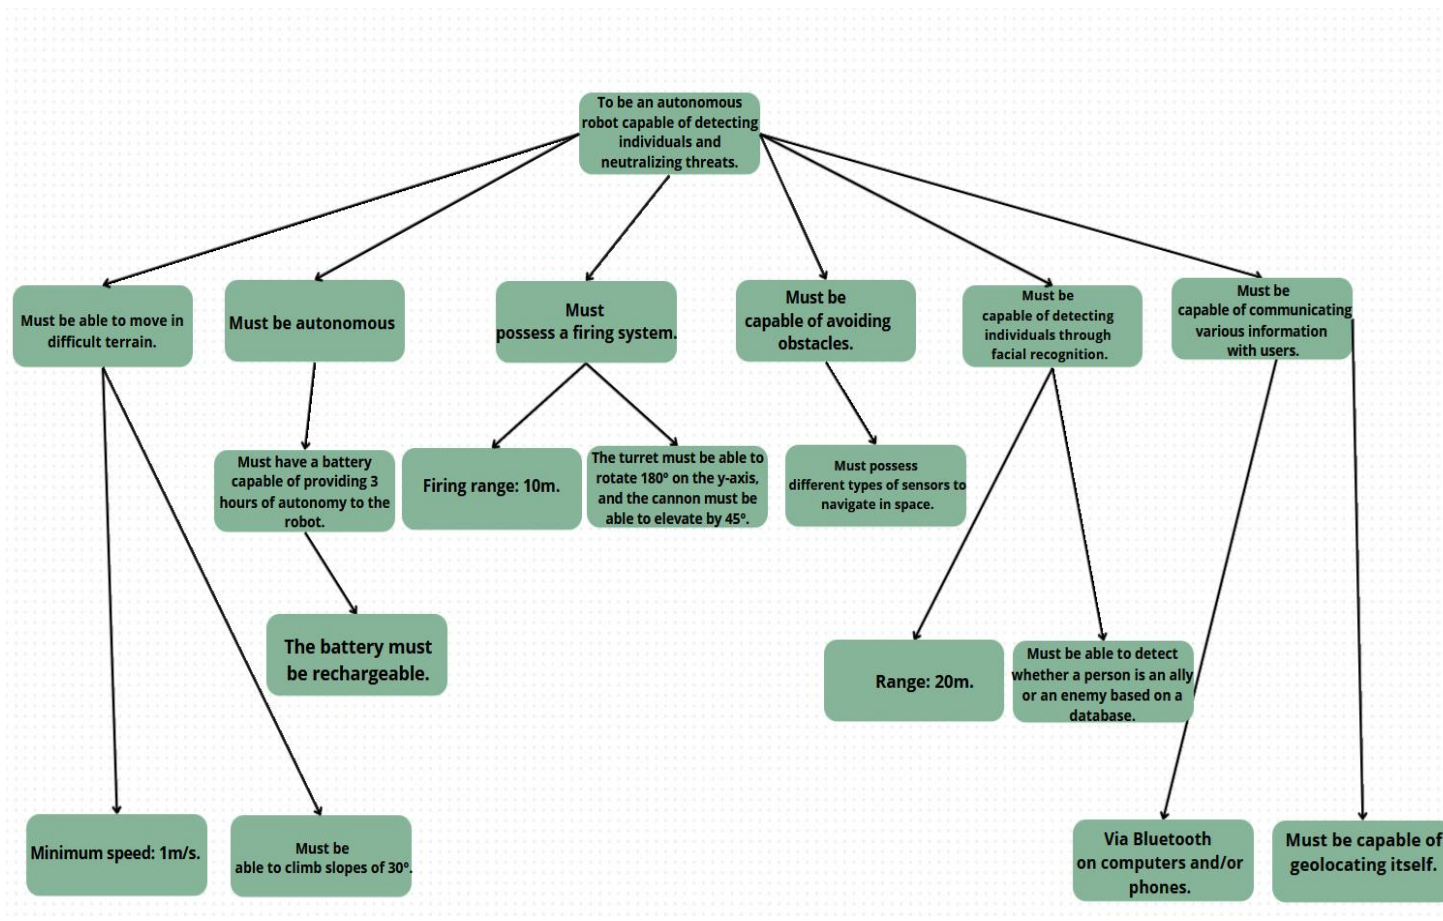 To be an autonomous
robot capable of detecting
individuals and
neutralizing threats.
Must be able to move in
difficult terrain.
Must be autonomous
Must
possess a firing system.
Must be
capable of avoiding
obstacles.
Must be
capable of detecting
individuals through
facial recognition.
Must be
capable of communicating
various information
with users.
Must have a battery
capable of providing 3
hours of autonomy to the
robot.
Firing range: 10m.
The turret must be able to
rotate 180º on the y-axis,
and the cannon must be
able to elevate by 45º.
Must possess
different types of sensors to
navigate in space.
The battery must
be rechargeable.
Range: 20m.
Must be able to detect
whether a person is an ally
or an enemy based on a
database.
Minimum speed: 1m/s.
Must be
able to climb slopes of 30º.
Via Bluetooth
on computers and/or
phones.
Must be capable of
geolocating itself.